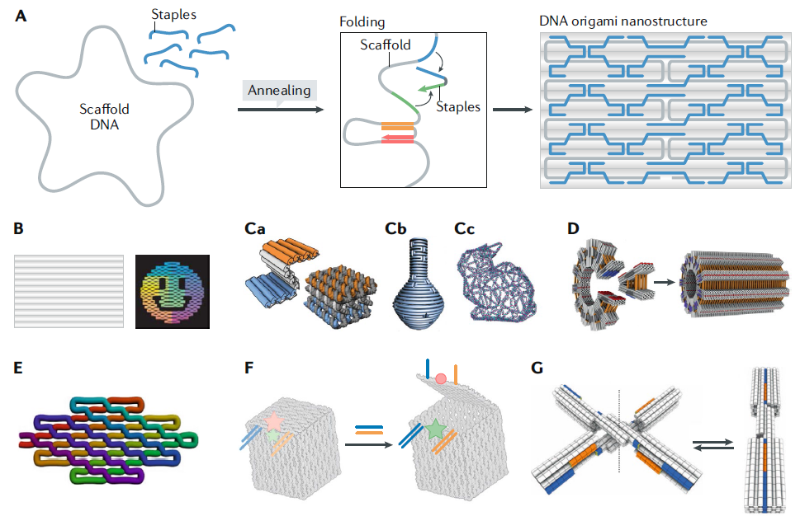 A
Staples
Scaffold
DNA
Annealing
Folding
Scaffold
Staples
DNA origami nanostructure
B
Ca
Cb
Cc
D
E
F
G